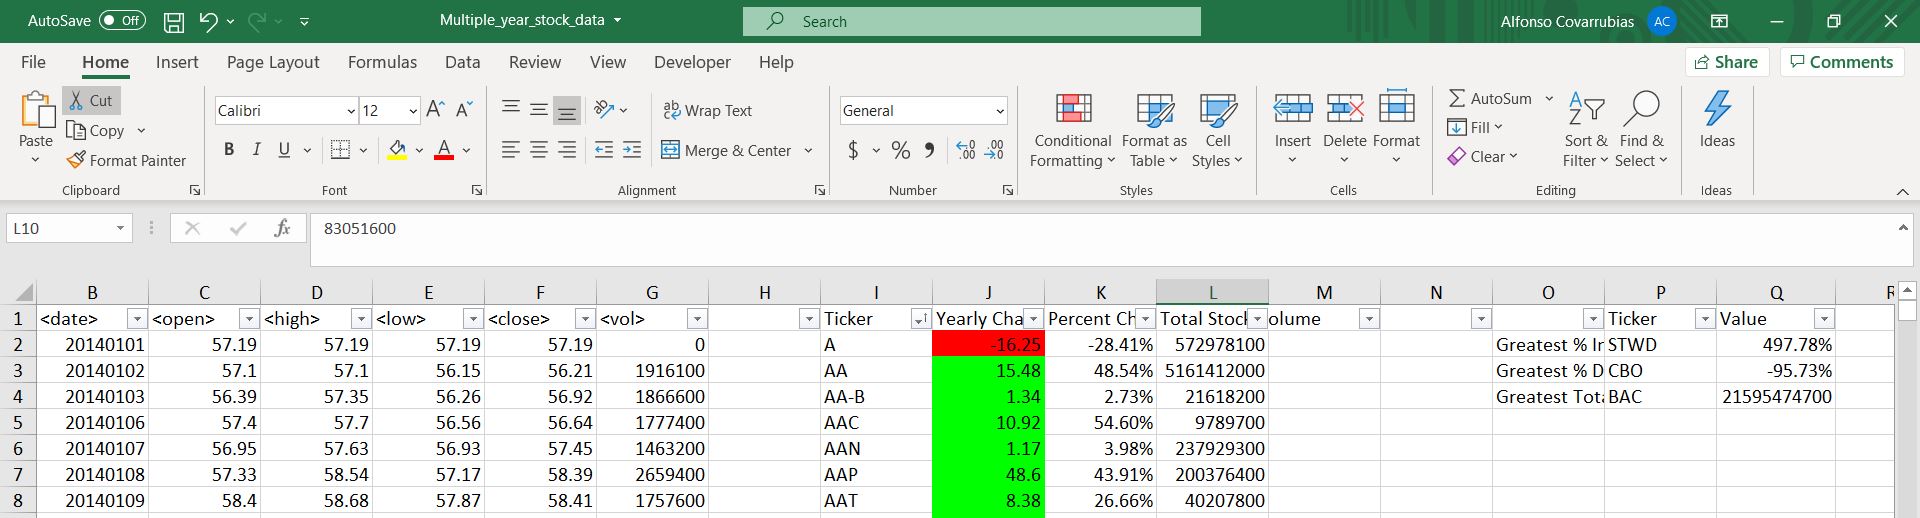 AutoSave Off Multiple_year_stock_data Search Alfonso Covarrubias AC
File Home Insert Page Layout Formulas Data Review View Developer Help Share Comments
Paste Cut Copy Format Painter
Clipboard
Calibri 12 A^ A˅
B I U A
Font
ab Wrap Text
Merge & Center
Alignment
General
$ % 9 .00 .00
Number
Conditional Formatting Format as Table Cell Styles
Styles
Insert Delete Format
Cells
AutoSum Fill Clear Sort & Filter Find & Select
Editing
Ideas
Ideas
L10 fx 83051600
B C D E F G H I J K L M N O P Q R
1 <date> <open> <high> <low> <close> <vol> Ticker Yearly Cha Percent Ch Total Stock olume Ticker Value
2 20140101 57.19 57.19 57.19 57.19 0 A -16.25 -28.41% 572978100 Greatest % In STWD 497.78%
3 20140102 57.1 57.1 56.15 56.21 1916100 AA 15.48 48.54% 5161412000 Greatest % D CBO -95.73%
4 20140103 56.39 57.35 56.26 56.92 1866600 AA-B 1.34 2.73% 21618200 Greatest Tota BAC 21595474700
5 20140106 57.4 57.7 56.56 56.64 1777400 AAC 10.92 54.60% 9789700
6 20140107 56.95 57.63 56.93 57.45 1463200 AAN 1.17 3.98% 237929300
7 20140108 57.33 58.54 57.17 58.39 2659400 AAP 48.6 43.91% 200376400
8 20140109 58.4 58.68 57.87 58.41 1757600 AAT 8.38 26.66% 40207800